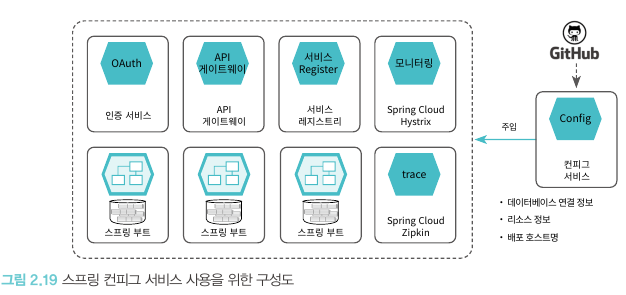 OAuth
인증 서비스
API
게이트웨이
API
게이트웨이
서비스
Register
서비스
레지스트리
모니터링
Spring Cloud
Hystrix
GitHub
주입
Config
컨피그
서비스
• 데이터베이스 연결 정보
• 리소스 정보
• 배포 호스트명
스프링 부트
스프링 부트
스프링 부트
trace
Spring Cloud
Zipkin
그림 2.19 스프링 컨피그 서비스 사용을 위한 구성도